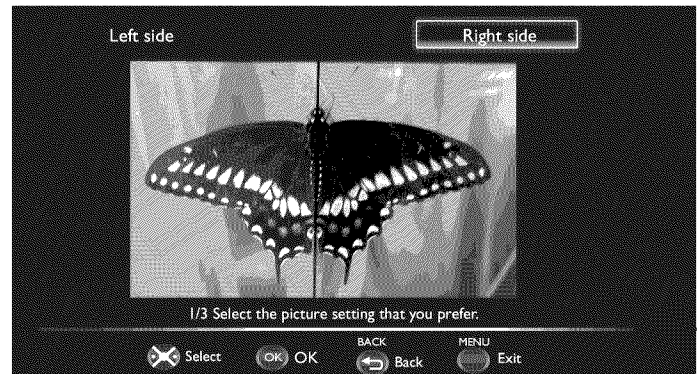 Left side
Right side
1/3 Select the picture setting that you prefer.
Select
OK OK
BACK
Back
MENU
Exit